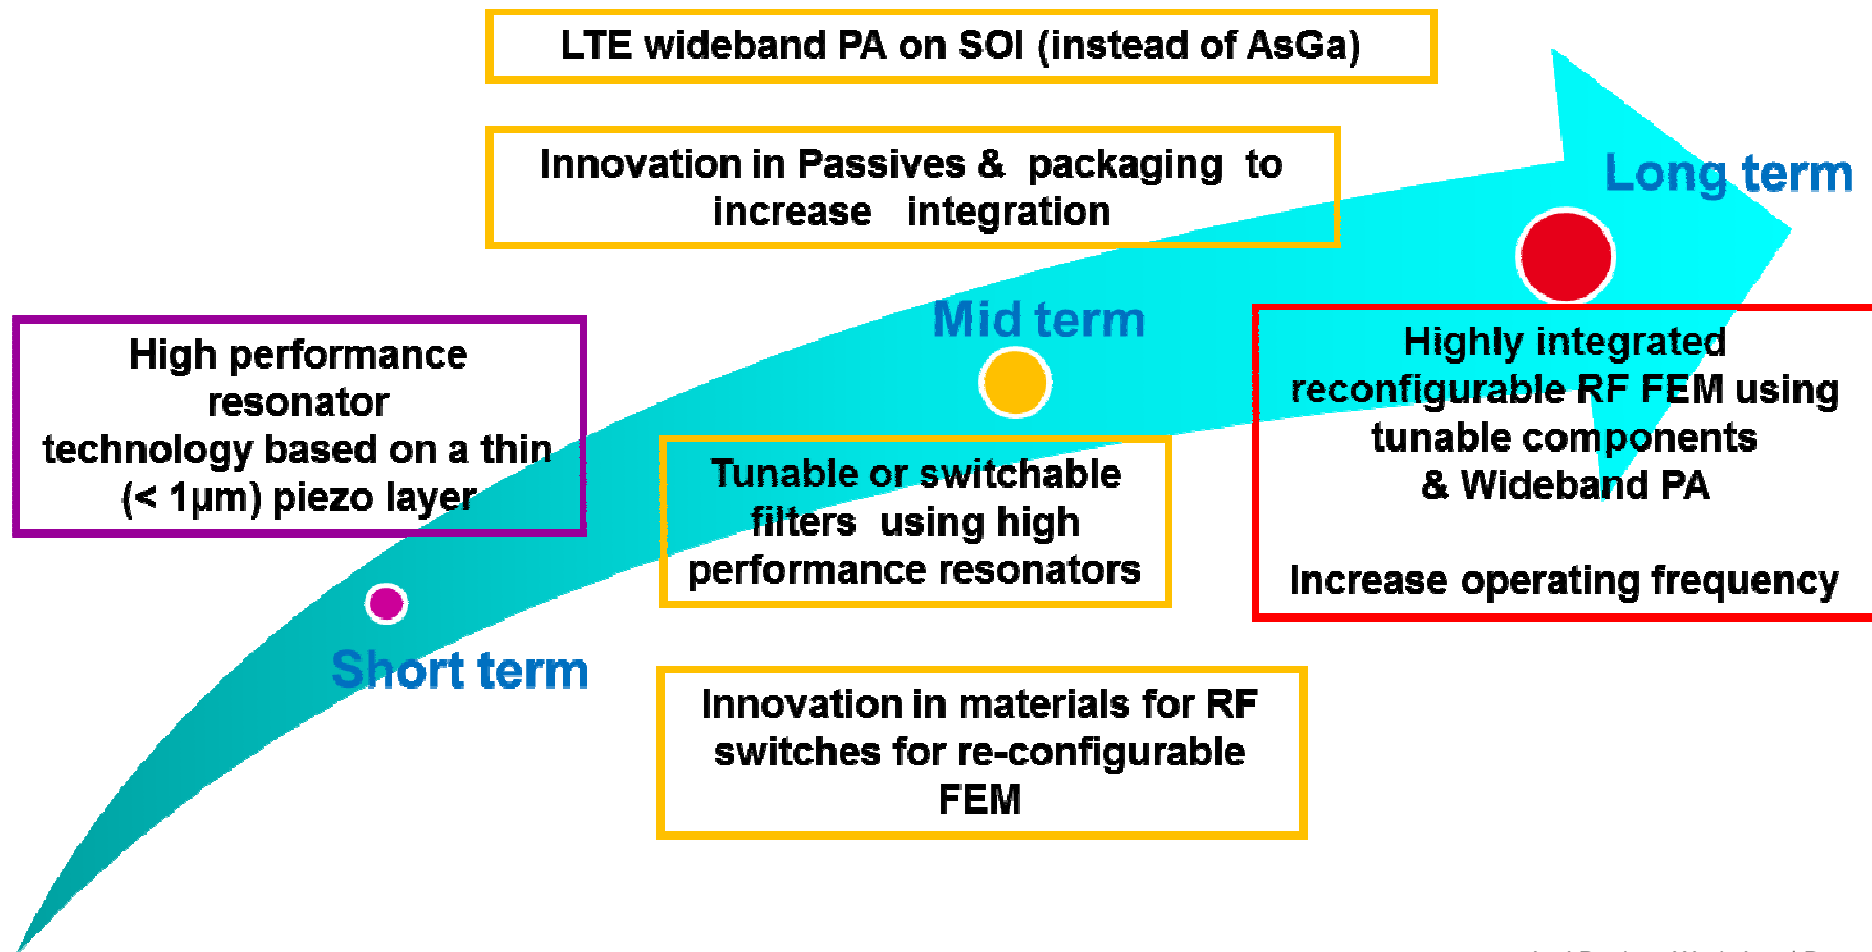 LTE wideband PA on SOI (instead of AsGa)
Innovation in Passives & packaging to
increase integration
Long term
Mid term
High performance
resonator
technology based on a thin
(< 1µm) piezo layer
Highly integrated
reconfigurable RF FEM using
tunable components
& Wideband PA
Increase operating frequency
Tunable or switchable
filters using high
performance resonators
Short term
Innovation in materials for RF
switches for re-configurable
FEM